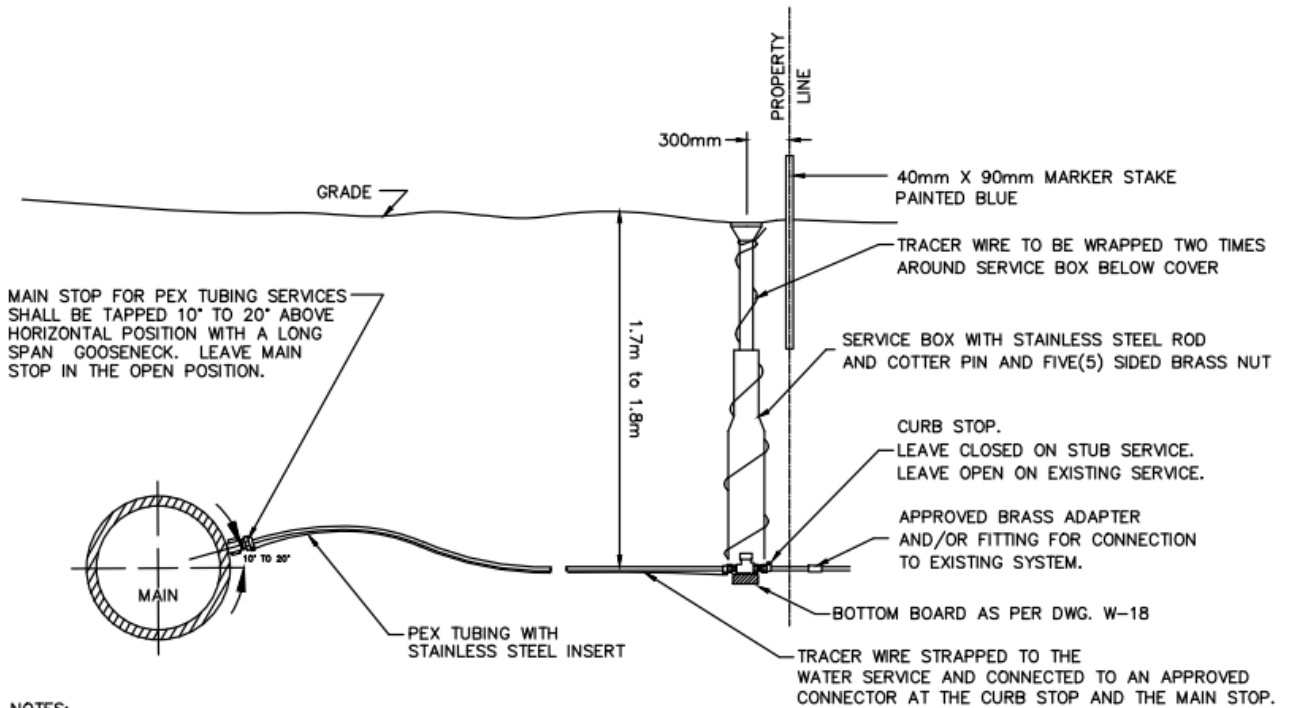 PROPERTY
LINE
300mm
40mm X 90mm MARKER STAKE
PAINTED BLUE
GRADE
TRACER WIRE TO BE WRAPPED TWO TIMES
AROUND SERVICE BOX BELOW COVER
MAIN STOP FOR PEX TUBING SERVICES
SHALL BE TAPPED 10° TO 20° ABOVE
HORIZONTAL POSITION WITH A LONG
SPAN GOOSENECK. LEAVE MAIN
STOP IN THE OPEN POSITION.
1.7m to 1.8m
SERVICE BOX WITH STAINLESS STEEL ROD
AND COTTER PIN AND FIVE(5) SIDED BRASS NUT
CURB STOP.
LEAVE CLOSED ON STUB SERVICE.
LEAVE OPEN ON EXISTING SERVICE.
APPROVED BRASS ADAPTER
AND/OR FITTING FOR CONNECTION
TO EXISTING SYSTEM.
10° TO 20°
MAIN
BOTTOM BOARD AS PER DWG. W-18
PEX TUBING WITH
STAINLESS STEEL INSERT
TRACER WIRE STRAPPED TO THE
WATER SERVICE AND CONNECTED TO AN APPROVED
CONNECTOR AT THE CURB STOP AND THE MAIN STOP.
NOTES: